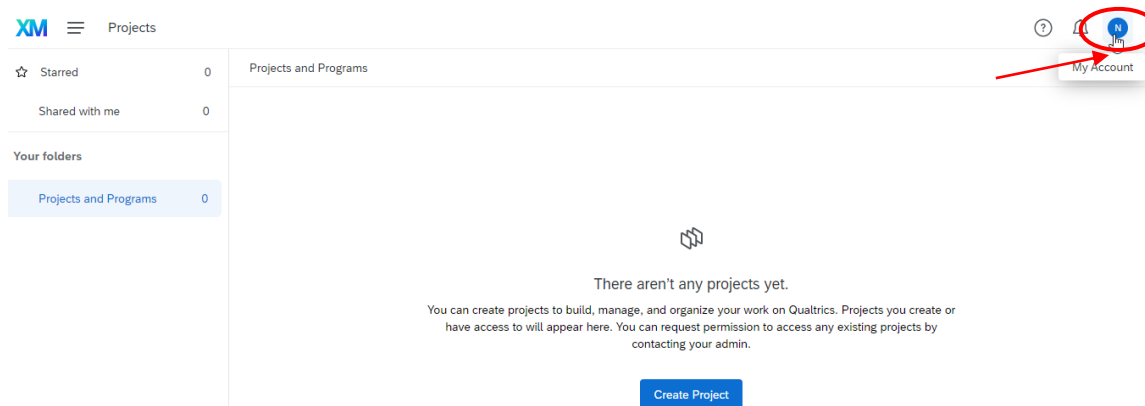 XM Projects ? N
Starred 0 Projects and Programs My Account
Shared with me 0
Your folders
Projects and Programs 0
There aren't any projects yet.
You can create projects to build, manage, and organize your work on Qualtrics. Projects you create or
have access to will appear here. You can request permission to access any existing projects by
contacting your admin.
Create Project